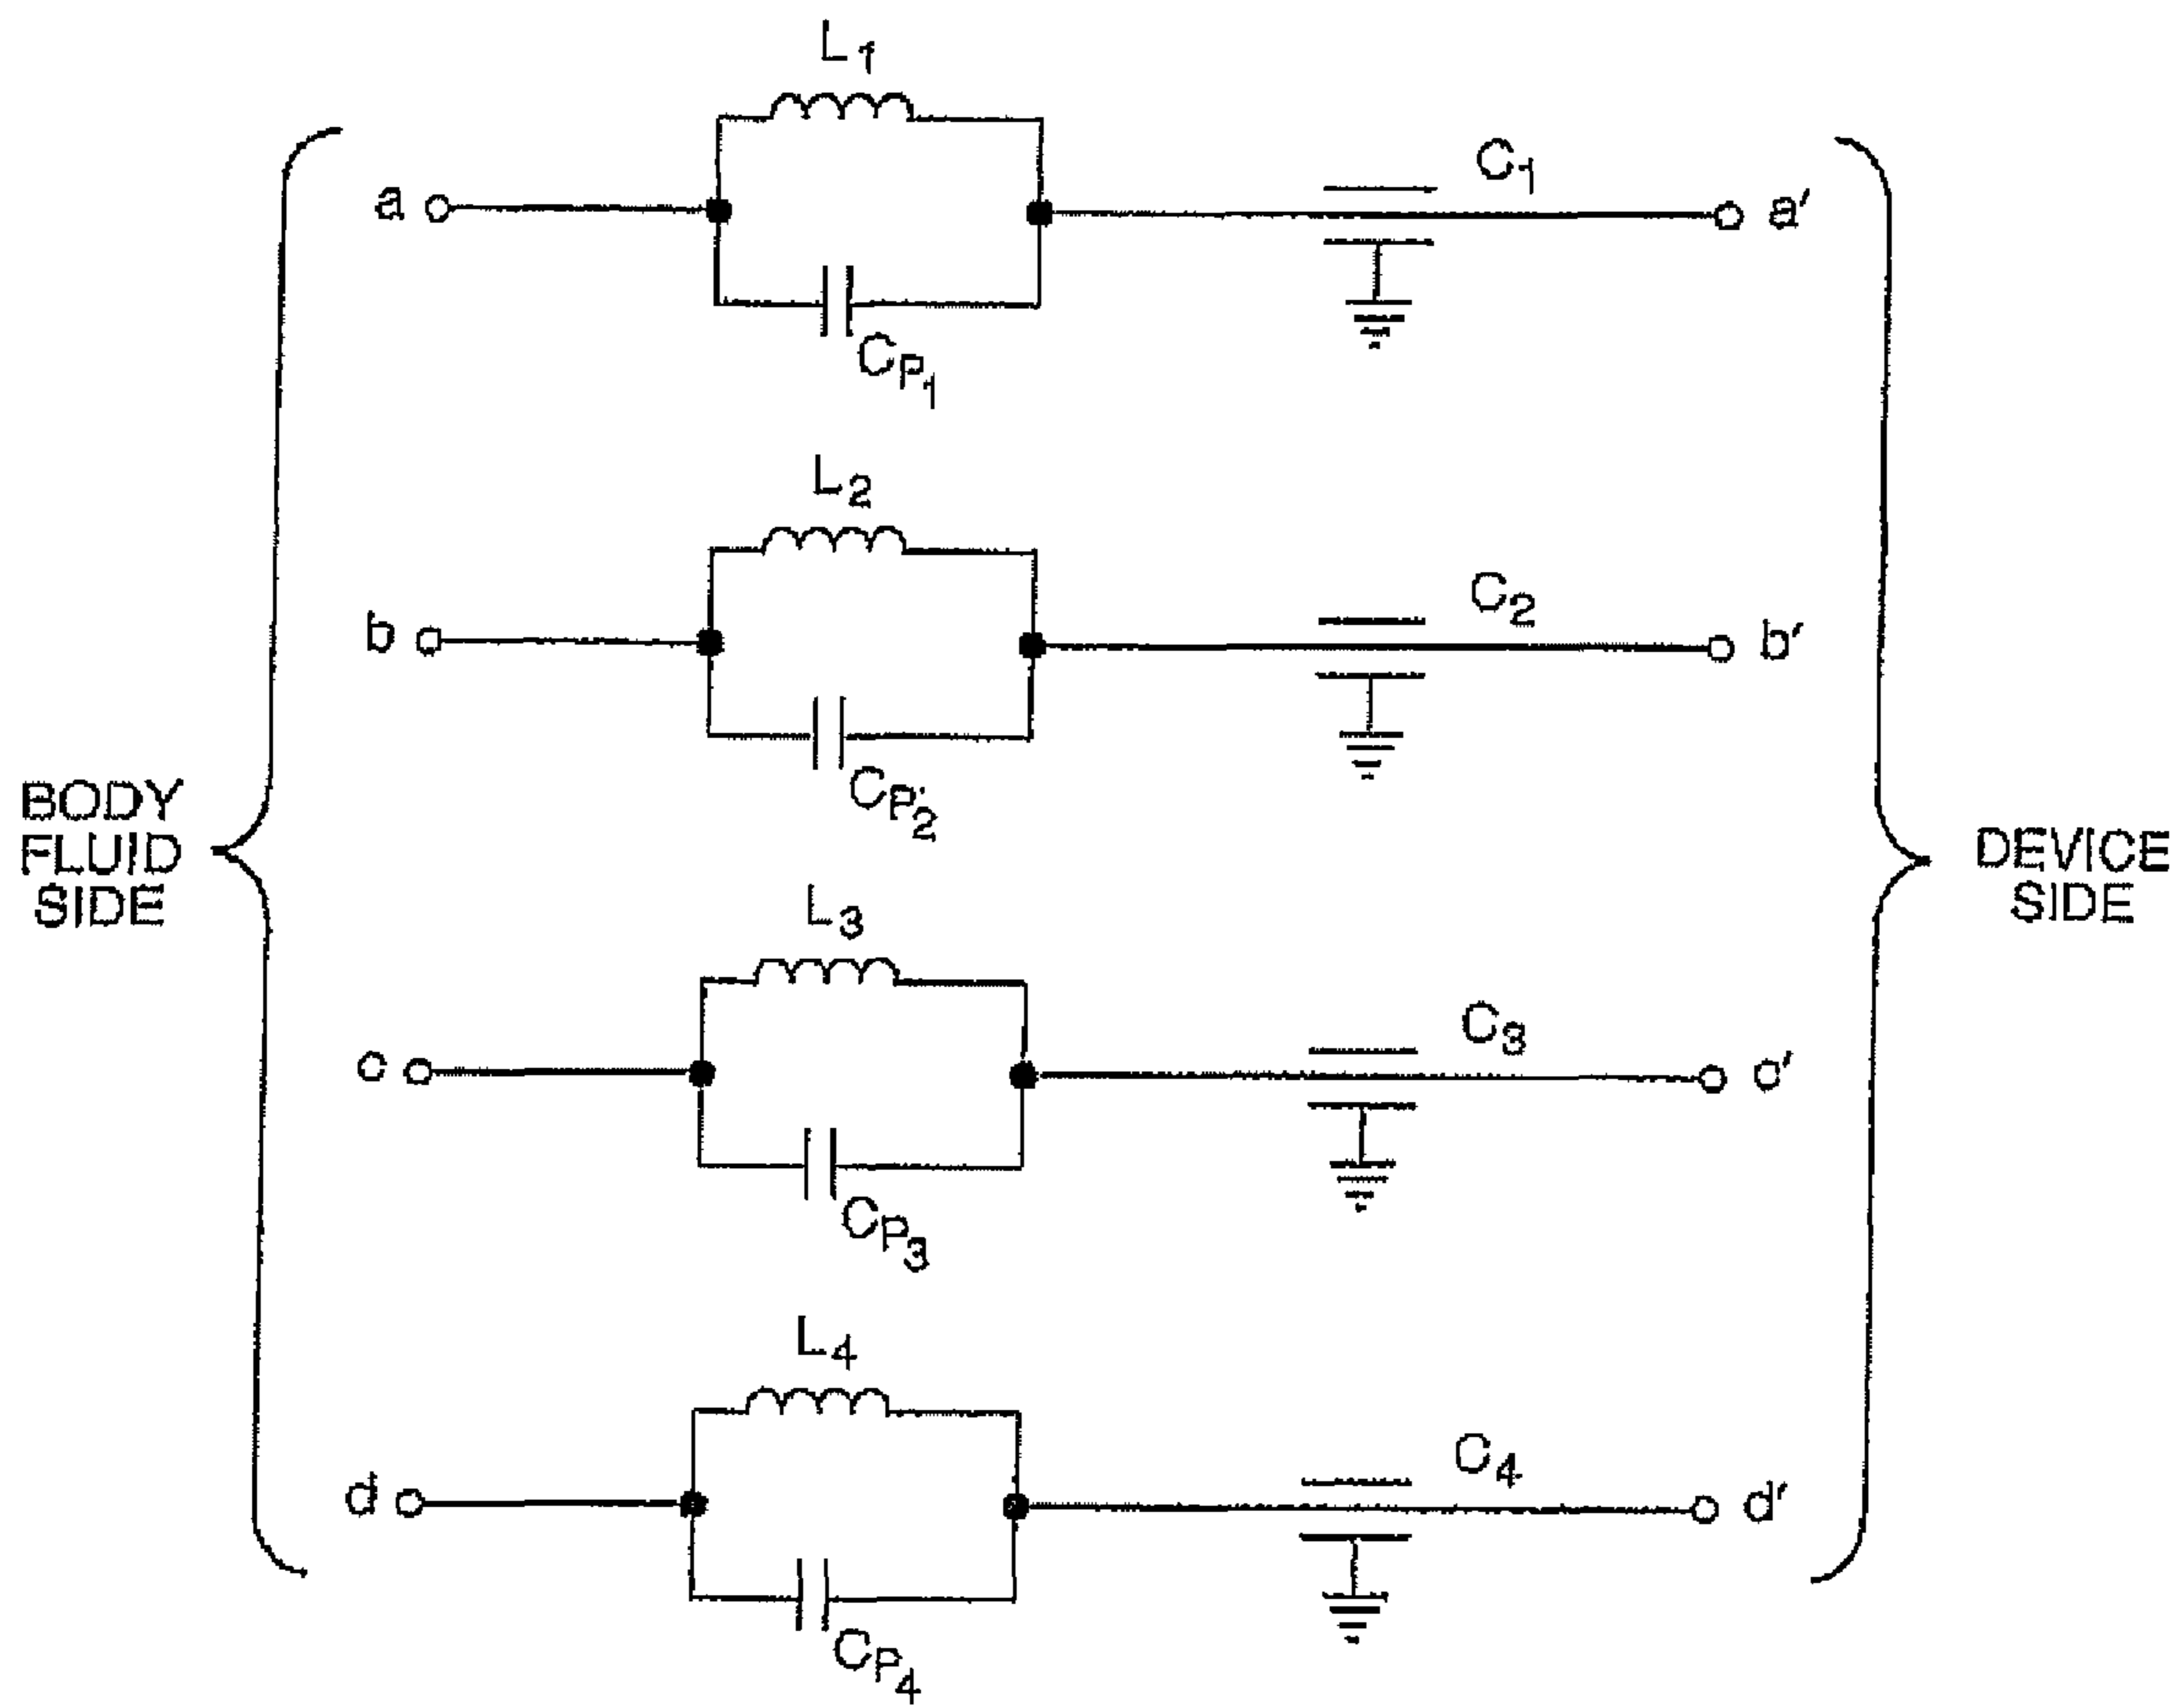 L1
C1
a
a′
CP1
L2
C2
b
b′
CP2
BODY
FLUID
SIDE
DEVICE
SIDE
L3
C3
c
c′
CP3
L4
C4
d
d′
CP4